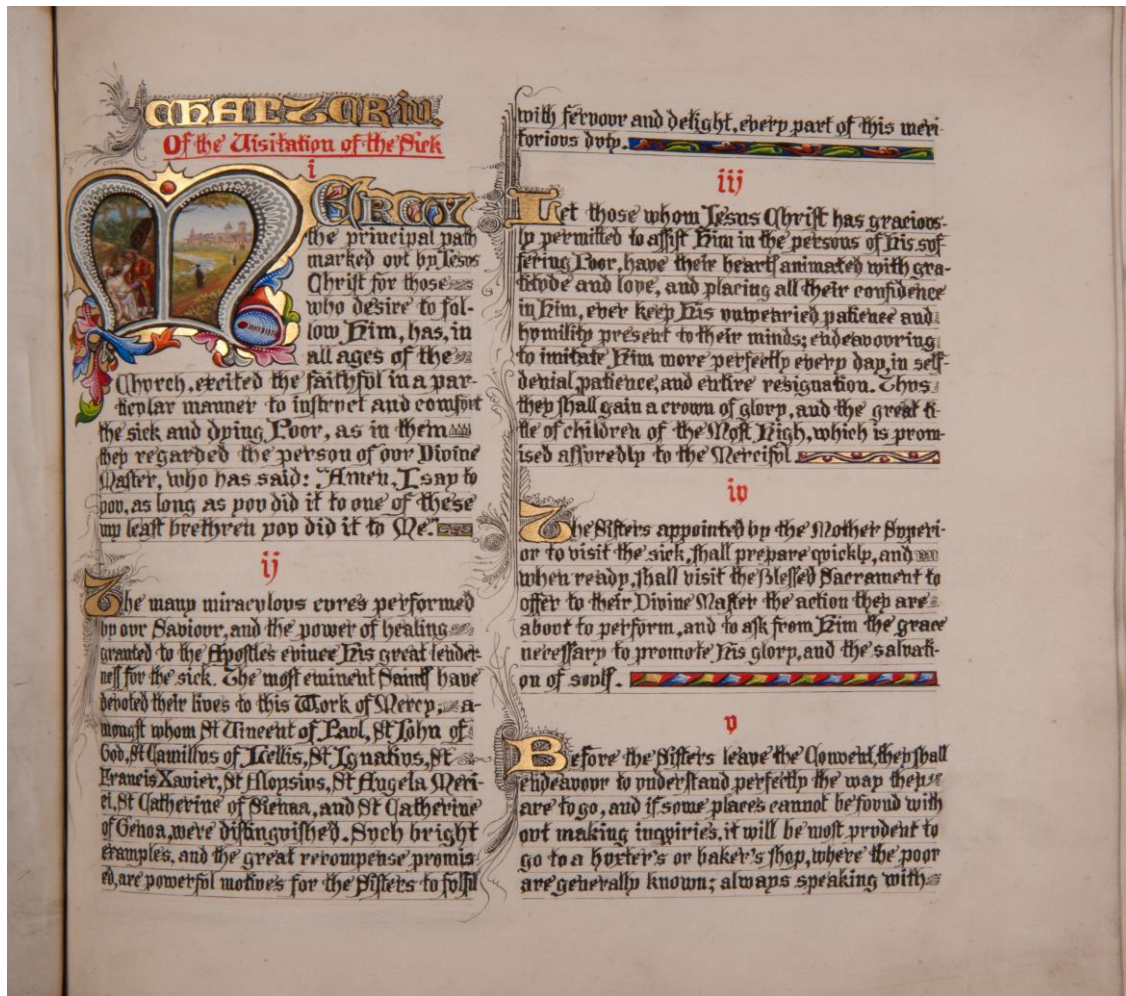 CHAPTER iv.
Of the Visitation of the Sick
i
MERCY
the principal path
marked out by Jesus
Christ for those
who desire to fol-
low Him, has, in
all ages of the
Church, excited the faithful in a par-
ticular manner to instruct and comfort
the sick and dying Poor, as in them
they regarded the person of our Divine
Master, who has said: "Amen, I say to
you, as long as you did it to one of these
my least brethren you did it to Me."
ij
The many miraculous cures performed
by our Saviour, and the power of healing
granted to the Apostles evince His great tender-
ness for the sick. The most eminent Saints have
devoted their lives to this Work of Mercy; a-
mongst whom St Vincent of Paul, St John of
God, St Camillus of Lellis, St Ignatius, St
Francis Xavier, St Aloysius, St Angela Meri-
ci, St Catherine of Sienna, and St Catherine
of Genoa, were distinguished. Such bright
examples, and the great recompense promis-
ed, are powerful motives for the Sisters to fulfil
with fervour and delight, every part of this meri-
torious duty.
iij
Let those whom Jesus Christ has gracious-
ly permitted to assist Him in the persons of His suf-
fering Poor, have their hearts animated with gra-
titude and love, and placing all their confidence
in Him, ever keep His unwearied patience and
humility present to their minds; endeavouring
to imitate Him more perfectly every day, in self-
denial, patience, and entire resignation. Thus
they shall gain a crown of glory, and the great ti-
tle of children of the Most High, which is prom-
ised assuredly to the Merciful.
iv
The Sisters appointed by the Mother Superi-
or to visit the sick, shall prepare quickly, and
when ready, shall visit the Blessed Sacrament to
offer to their Divine Master the action they are
about to perform, and to ask from Him the grace
necessary to promote His glory, and the salvati-
on of souls.
v
Before the Sisters leave the Convent, they shall
endeavour to understand perfectly the way they
are to go, and if some places cannot be found with
out making inquiries, it will be most prudent to
go to a huxter's or baker's shop, where the poor
are generally known; always speaking with